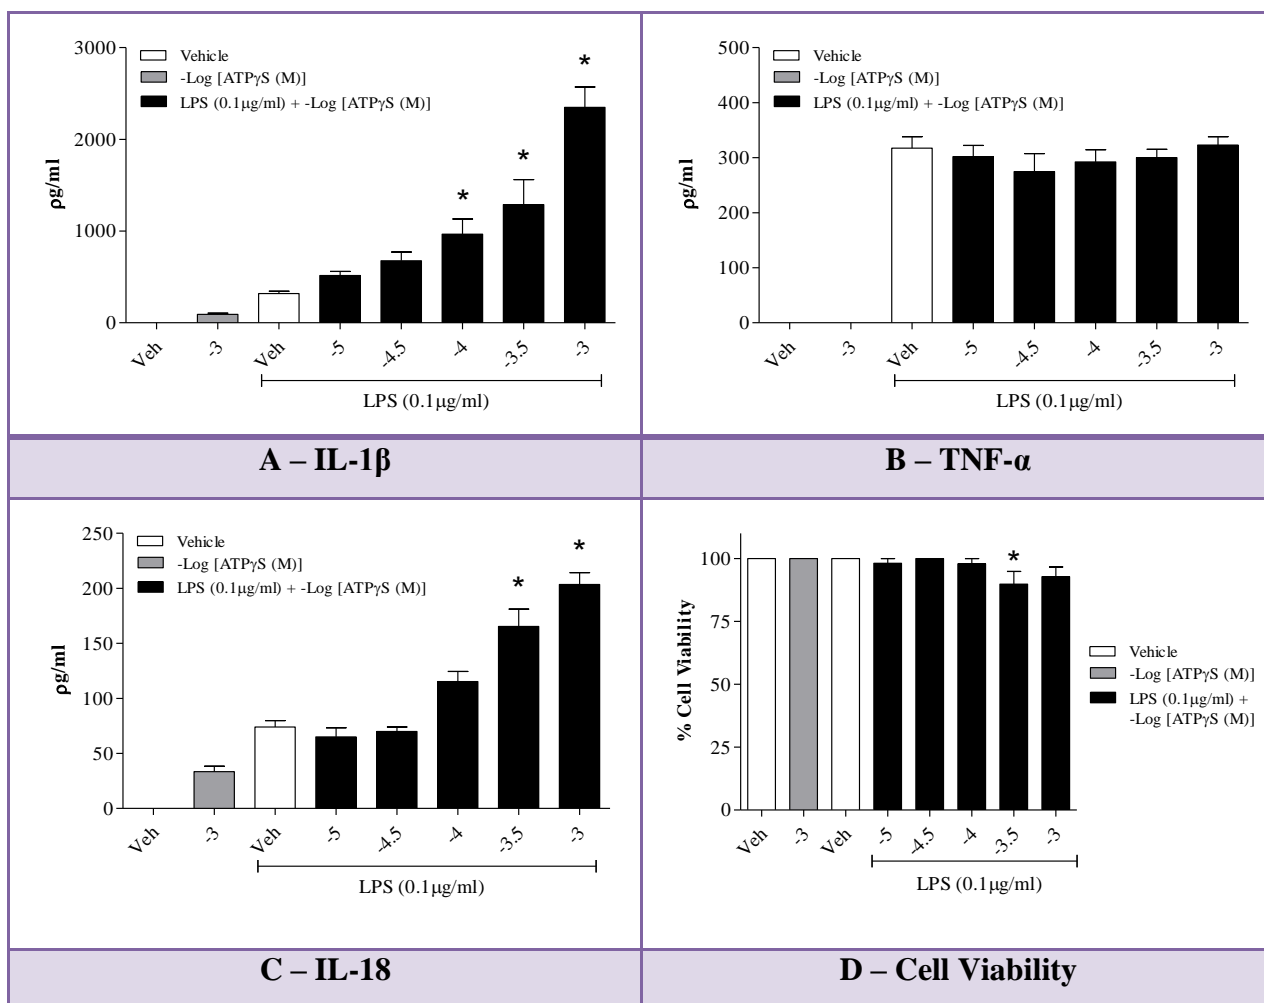 3000
2000
1000
0
ρg/ml
Vehicle
-Log [ATPγS (M)]
LPS (0.1μg/ml) + -Log [ATPγS (M)]
*
*
*
Veh
-3
Veh
-5
-4.5
-4
-3.5
-3
LPS (0.1μg/ml)
500
400
300
200
100
0
ρg/ml
Vehicle
-Log [ATPγS (M)]
LPS (0.1μg/ml) + -Log [ATPγS (M)]
Veh
-3
Veh
-5
-4.5
-4
-3.5
-3
LPS (0.1μg/ml)
A – IL-1β
B – TNF-α
250
200
150
100
50
0
ρg/ml
Vehicle
-Log [ATPγS (M)]
LPS (0.1μg/ml) + -Log [ATPγS (M)]
*
*
Veh
-3
Veh
-5
-4.5
-4
-3.5
-3
LPS (0.1μg/ml)
100
75
50
25
0
% Cell Viability
*
Veh
-3
Veh
-5
-4.5
-4
-3.5
-3
LPS (0.1μg/ml)
Vehicle
-Log [ATPγS (M)]
LPS (0.1μg/ml) +
-Log [ATPγS (M)]
C – IL-18
D – Cell Viability